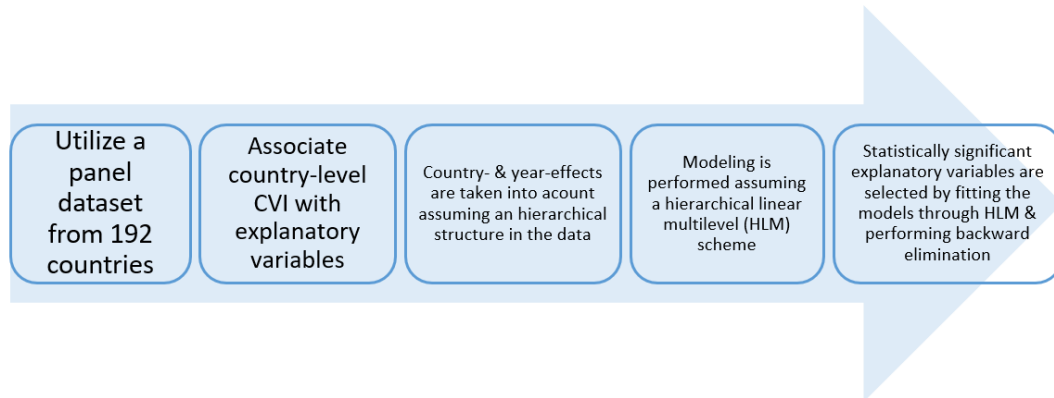 Utilize a
panel
dataset
from 192
countries
Associate
country-level
CVI with
explanatory
variables
Country- & year-effects
are taken into acount
assuming an hierarchical
structure in the data
Modeling is
performed assuming
a hierarchical linear
multilevel (HLM)
scheme
Statistically significant
explanatory variables are
selected by fitting the
models through HLM &
performing backward
elimination